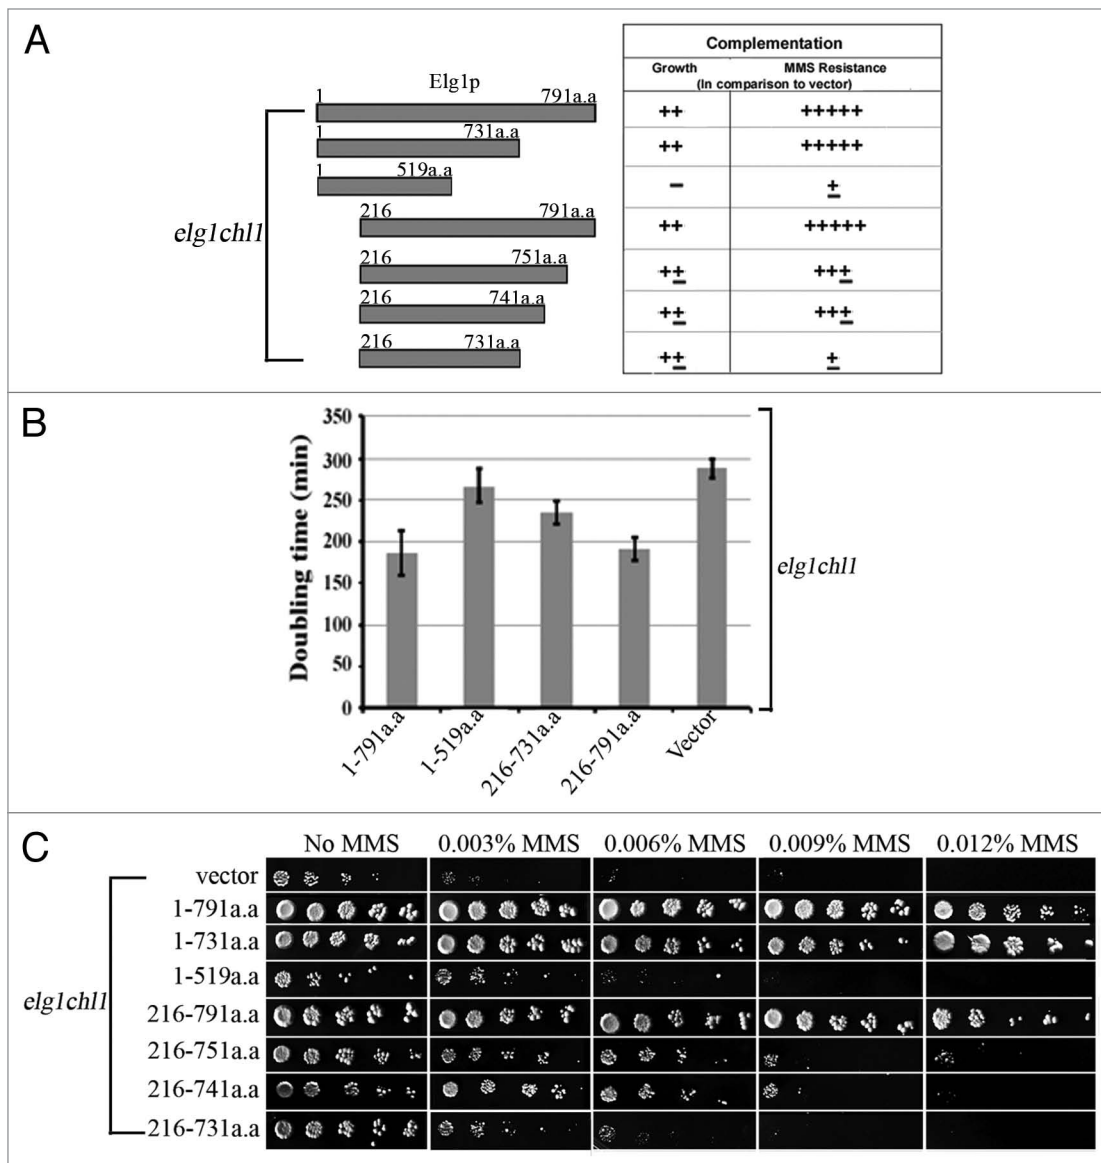 A
Elg1p
1 791a.a
1 731a.a
1 519a.a
216 791a.a
216 751a.a
216 741a.a
216 731a.a
elg1chl1
Complementation
Growth MMS Resistance
(In comparison to vector)
++ +++++
++ +++++
− ±
++ +++++
+± ++±
+± ++±
+± ±
B
Doubling time (min)
350
300
250
200
150
100
50
0
1-791a.a
1-519a.a
216-731a.a
216-791a.a
Vector
elg1chl1
C
No MMS 0.003% MMS 0.006% MMS 0.009% MMS 0.012% MMS
elg1chl1
vector
1-791a.a
1-731a.a
1-519a.a
216-791a.a
216-751a.a
216-741a.a
216-731a.a